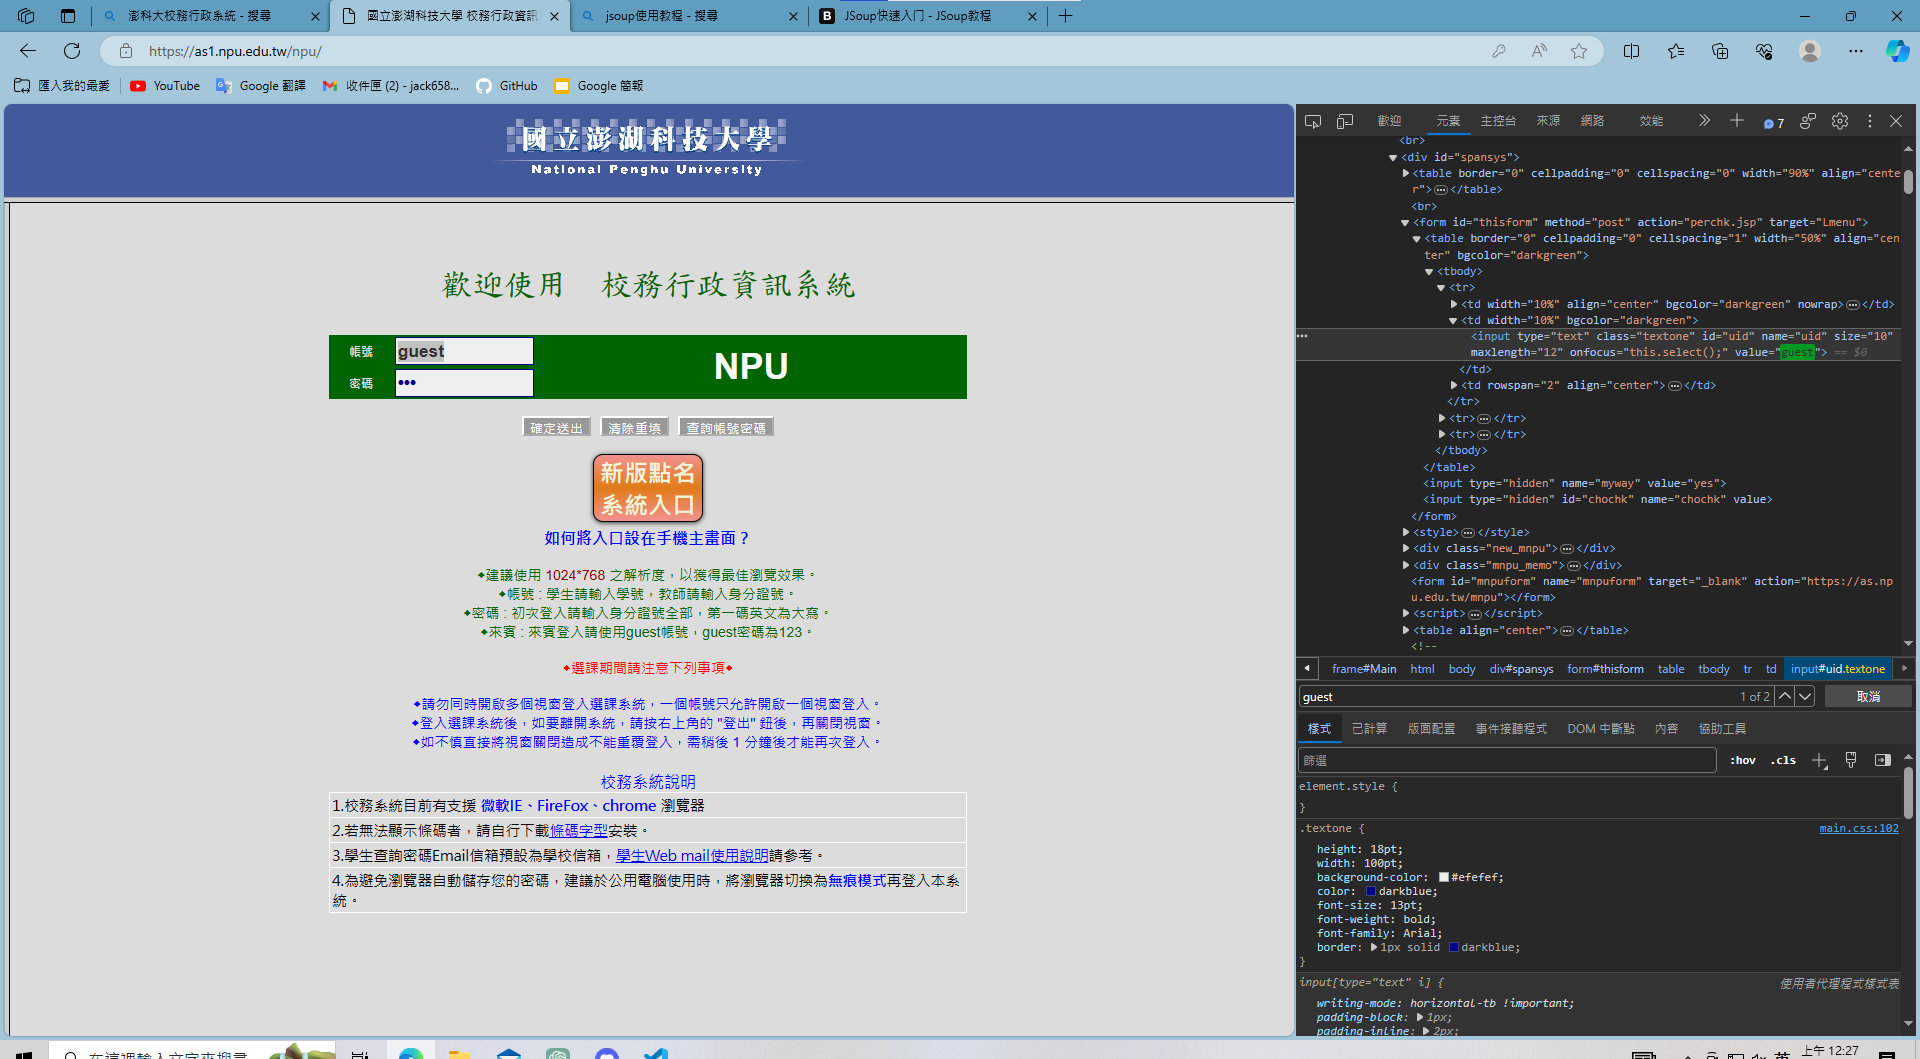 澎科大校務行政系統 - 搜尋
國立澎湖科技大學 校務行政資訊
jsoup使用教程 - 搜尋
JSoup快速入门 - JSoup教程
https://as1.npu.edu.tw/npu/
匯入我的最愛
YouTube
Google 翻譯
收件匣 (2) - jack658...
GitHub
Google 簡報
國立澎湖科技大學
National Penghu University
歡迎使用 校務行政資訊系統
帳號
guest
密碼
•••
NPU
確定送出
清除重填
查詢帳號密碼
新版點名
系統入口
如何將入口設在手機主畫面？
◆建議使用 1024*768 之解析度，以獲得最佳瀏覽效果。
◆帳號 : 學生請輸入學號，教師請輸入身分證號。
◆密碼 : 初次登入請輸入身分證號全部，第一碼英文為大寫。
◆來賓 : 來賓登入請使用guest帳號，guest密碼為123。
◆選課期間請注意下列事項◆
◆請勿同時開啟多個視窗登入選課系統，一個帳號只允許開啟一個視窗登入。
◆登入選課系統後，如要離開系統，請按右上角的 "登出" 鈕後，再關閉視窗。
◆如不慎直接將視窗關閉造成不能重覆登入，需稍後 1 分鐘後才能再次登入。
校務系統說明
1.校務系統目前有支援 微軟IE、FireFox、chrome 瀏覽器
2.若無法顯示條碼者，請自行下載條碼字型安裝。
3.學生查詢密碼Email信箱預設為學校信箱，學生Web mail使用說明請參考。
4.為避免瀏覽器自動儲存您的密碼，建議於公用電腦使用時，將瀏覽器切換為無痕模式再登入本系
統。
歡迎
元素
主控台
來源
網路
效能
7
<br>
<div id="spansys">
<table border="0" cellpadding="0" cellspacing="0" width="90%" align="cente
r"> … </table>
<br>
<form id="thisform" method="post" action="perchk.jsp" target="Lmenu">
<table border="0" cellpadding="0" cellspacing="1" width="50%" align="cen
ter" bgcolor="darkgreen">
<tbody>
<tr>
<td width="10%" align="center" bgcolor="darkgreen" nowrap> … </td>
<td width="10%" bgcolor="darkgreen">
<input type="text" class="textone" id="uid" name="uid" size="10"
maxlength="12" onfocus="this.select();" value="guest"> == $0
</td>
<td rowspan="2" align="center"> … </td>
</tr>
<tr> … </tr>
<tr> … </tr>
</tbody>
</table>
<input type="hidden" name="myway" value="yes">
<input type="hidden" id="chochk" name="chochk" value>
</form>
<style> … </style>
<div class="new_mnpu"> … </div>
<div class="mnpu_memo"> … </div>
<form id="mnpuform" name="mnpuform" target="_blank" action="https://as.np
u.edu.tw/mnpu"></form>
<script> … </script>
<table align="center"> … </table>
<!--
frame#Main html body div#spansys form#thisform table tbody tr td input#uid.textone
guest
1 of 2
取消
樣式
已計算
版面配置
事件接聽程式
DOM 中斷點
內容
協助工具
篩選
:hov
.cls
element.style {
}
.textone {
main.css:102
height: 18pt;
width: 100pt;
background-color: #efefef;
color: darkblue;
font-size: 13pt;
font-weight: bold;
font-family: Arial;
border: 1px solid darkblue;
}
input[type="text" i] {
使用者代理程式樣式表
writing-mode: horizontal-tb !important;
padding-block: 1px;
padding-inline: 2px;
在這裡輸入文字來搜尋
英
上午 12:27